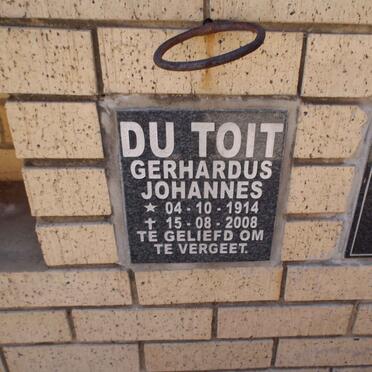 DU TOIT
GERHARDUS
JOHANNES
★ 04 - 10 - 1914
✝ 15 - 08 - 2008
TE GELIEFD OM
TE VERGEET.